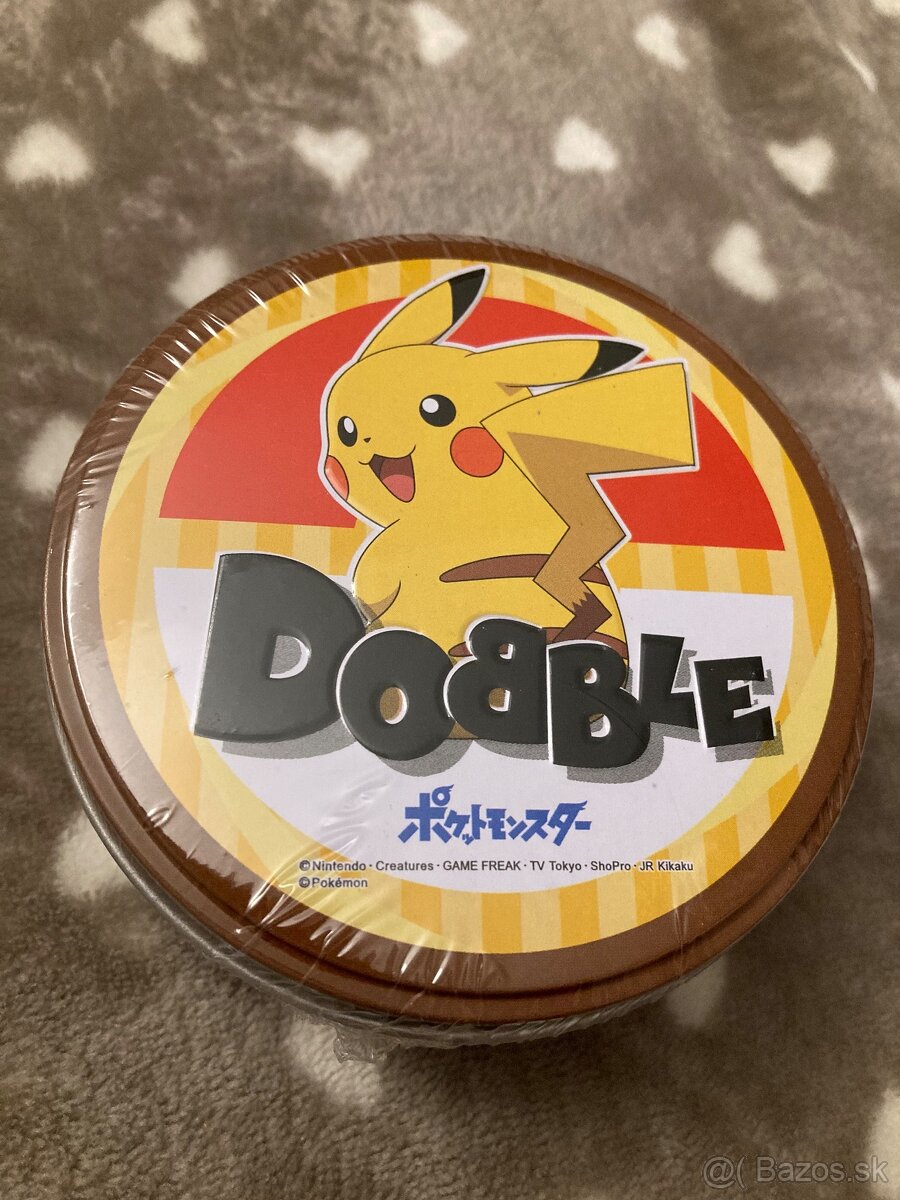 DOBBLE
ポケットモンスター
©Nintendo・Creatures・GAME FREAK・TV Tokyo・ShoPro・JR Kikaku
©Pokémon
@( Bazos.sk